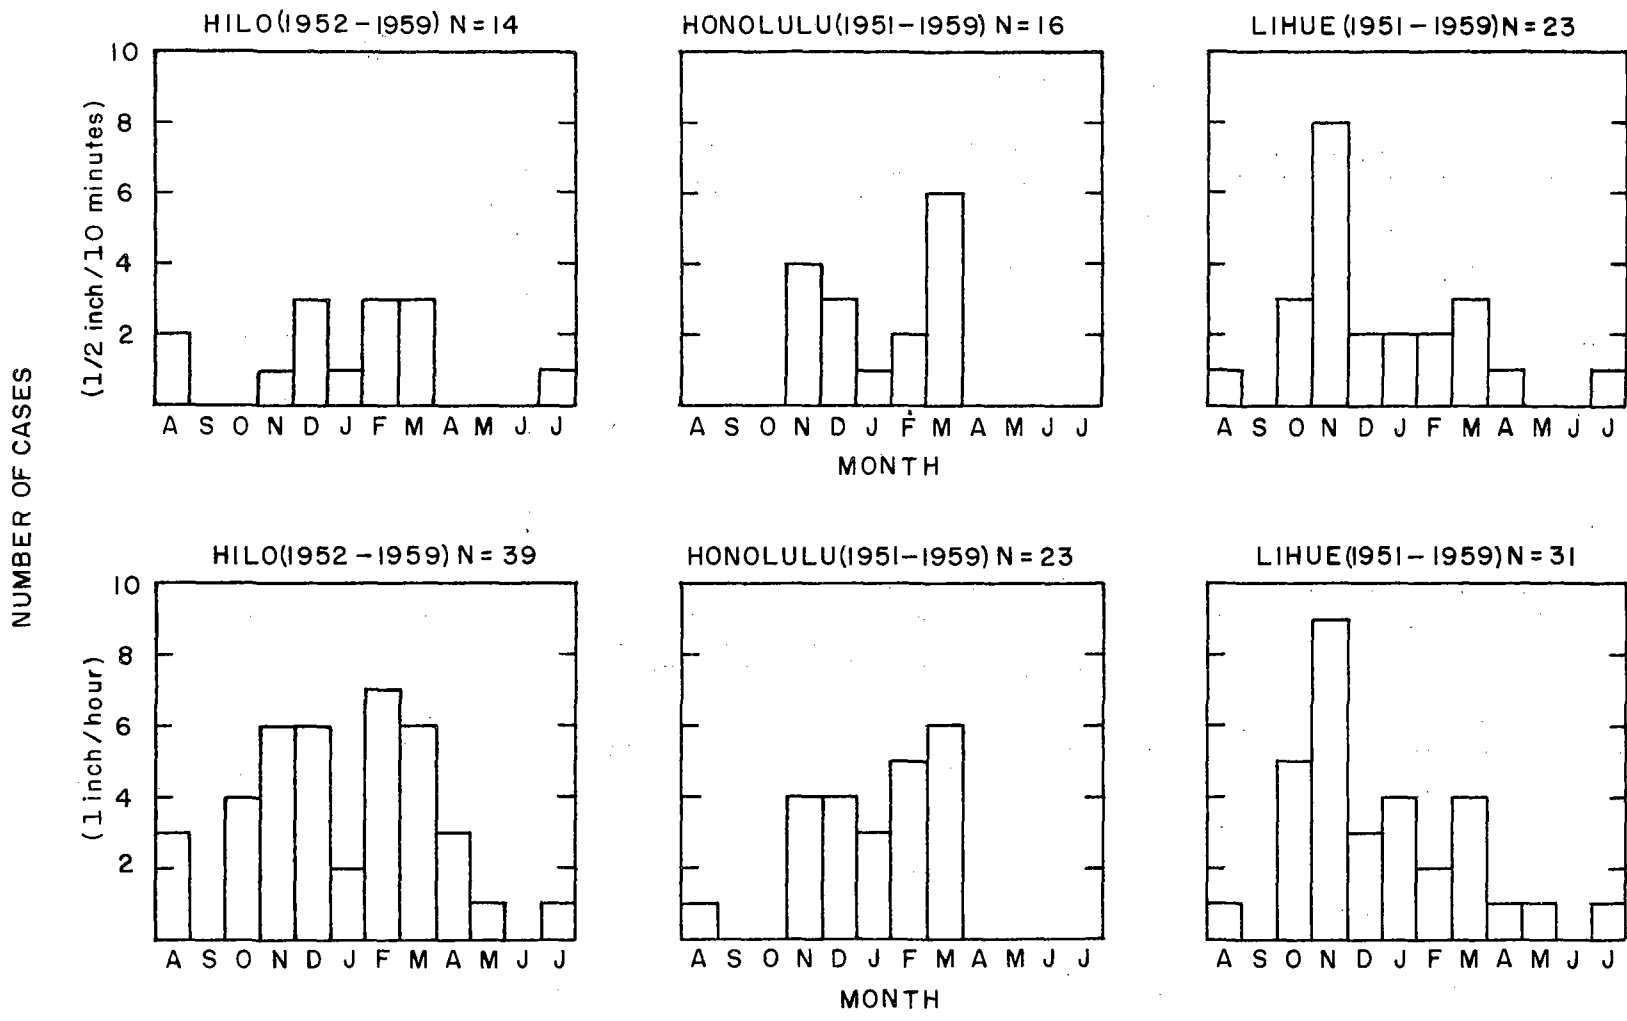 HILO (1952 – 1959) N = 14
HONOLULU (1951 – 1959) N = 16
LIHUE (1951 – 1959) N = 23
NUMBER OF CASES
(1/2 inch / 10 minutes)
10
8
6
4
2
A S O N D J F M A M J J
A S O N D J F M A M J J
A S O N D J F M A M J J
MONTH
HILO (1952 – 1959) N = 39
HONOLULU (1951 – 1959) N = 23
LIHUE (1951 – 1959) N = 31
(1 inch / hour)
10
8
6
4
2
A S O N D J F M A M J J
A S O N D J F M A M J J
A S O N D J F M A M J J
MONTH